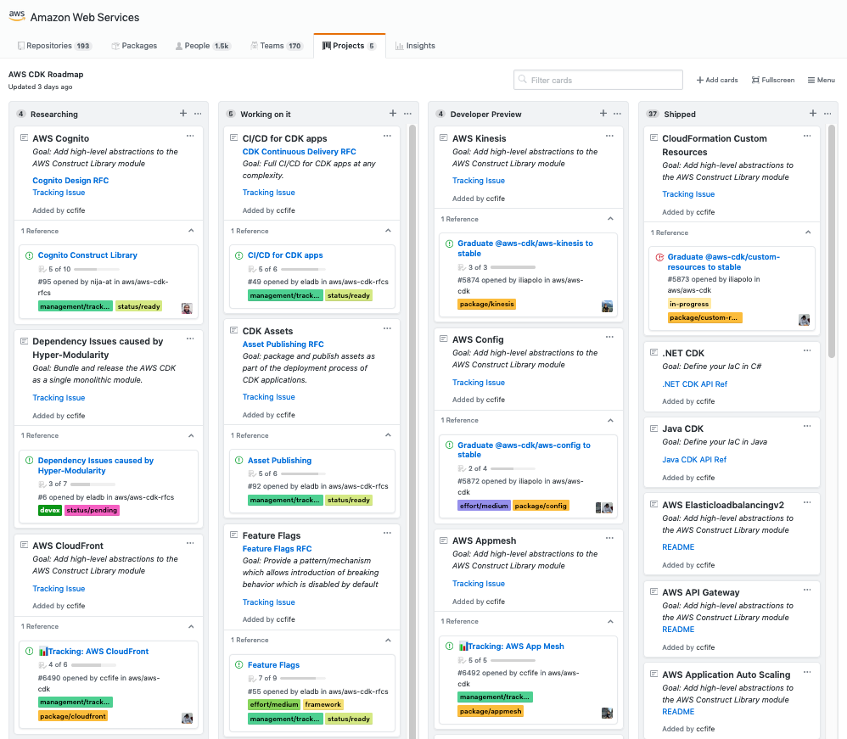 aws
Amazon Web Services
Repositories 193
Packages
People 1.5k
Teams 170
Projects 5
Insights
AWS CDK Roadmap
Updated 3 days ago
Filter cards
Add cards
Fullscreen
Menu
4 Researching
AWS Cognito
Goal: Add high-level abstractions to the
AWS Construct Library module
Cognito Design RFC
Tracking Issue
Added by ccfife
1 Reference
Cognito Construct Library
5 of 10
#95 opened by nija-at in aws/aws-cdk-
rfcs
management/track...
status/ready
Dependency Issues caused by
Hyper-Modularity
Goal: Bundle and release the AWS CDK
as a single monolithic module.
Tracking Issue
Added by ccfife
1 Reference
Dependency Issues caused by
Hyper-Modularity
3 of 7
#6 opened by eladb in aws/aws-cdk-rfcs
devex
status/pending
AWS CloudFront
Goal: Add high-level abstractions to the
AWS Construct Library module
Tracking Issue
Added by ccfife
1 Reference
Tracking: AWS CloudFront
4 of 6
#6490 opened by ccfife in aws/aws-
cdk
management/track...
package/cloudfront
5 Working on it
CI/CD for CDK apps
CDK Continuous Delivery RFC
Goal: Full CI/CD for CDK apps at any
complexity.
Tracking Issue
Added by ccfife
1 Reference
CI/CD for CDK apps
5 of 6
#49 opened by eladb in aws/aws-cdk-rfcs
management/track...
status/ready
CDK Assets
Asset Publishing RFC
Goal: package and publish assets as
part of the deployment process of
CDK applications.
Tracking Issue
Added by ccfife
1 Reference
Asset Publishing
5 of 6
#92 opened by eladb in aws/aws-cdk-rfcs
management/track...
status/ready
Feature Flags
Feature Flags RFC
Goal: Provide a pattern/mechanism
which allows introduction of breaking
behavior which is disabled by default
Tracking Issue
Added by ccfife
1 Reference
Feature Flags
7 of 9
#55 opened by eladb in aws/aws-cdk-rfcs
effort/medium
framework
management/track...
status/ready
4 Developer Preview
AWS Kinesis
Goal: Add high-level abstractions to the
AWS Construct Library module
Tracking Issue
Added by ccfife
1 Reference
Graduate @aws-cdk/aws-kinesis to
stable
3 of 3
#5874 opened by iliapolo in aws/aws-
cdk
package/kinesis
AWS Config
Goal: Add high-level abstractions to the
AWS Construct Library module
Tracking Issue
Added by ccfife
1 Reference
Graduate @aws-cdk/aws-config to
stable
2 of 4
#5872 opened by iliapolo in aws/aws-
cdk
effort/medium
package/config
AWS Appmesh
Goal: Add high-level abstractions to the
AWS Construct Library module
Tracking Issue
Added by ccfife
1 Reference
Tracking: AWS App Mesh
5 of 5
#6492 opened by ccfife in aws/aws-
cdk
management/track...
package/appmesh
37 Shipped
CloudFormation Custom
Resources
Goal: Add high-level abstractions to the
AWS Construct Library module
Tracking Issue
Added by ccfife
1 Reference
Graduate @aws-cdk/custom-
resources to stable
#5873 opened by iliapolo in
aws/aws-cdk
in-progress
package/custom-r...
.NET CDK
Goal: Define your IaC in C#
.NET CDK API Ref
Added by ccfife
Java CDK
Goal: Define your IaC in Java
Java CDK API Ref
Added by ccfife
AWS Elasticloadbalancingv2
Goal: Add high-level abstractions to
the AWS Construct Library module
README
Added by ccfife
AWS API Gateway
Goal: Add high-level abstractions to
the AWS Construct Library module
README
Added by ccfife
AWS Application Auto Scaling
Goal: Add high-level abstractions to
the AWS Construct Library module
README
Added by ccfife